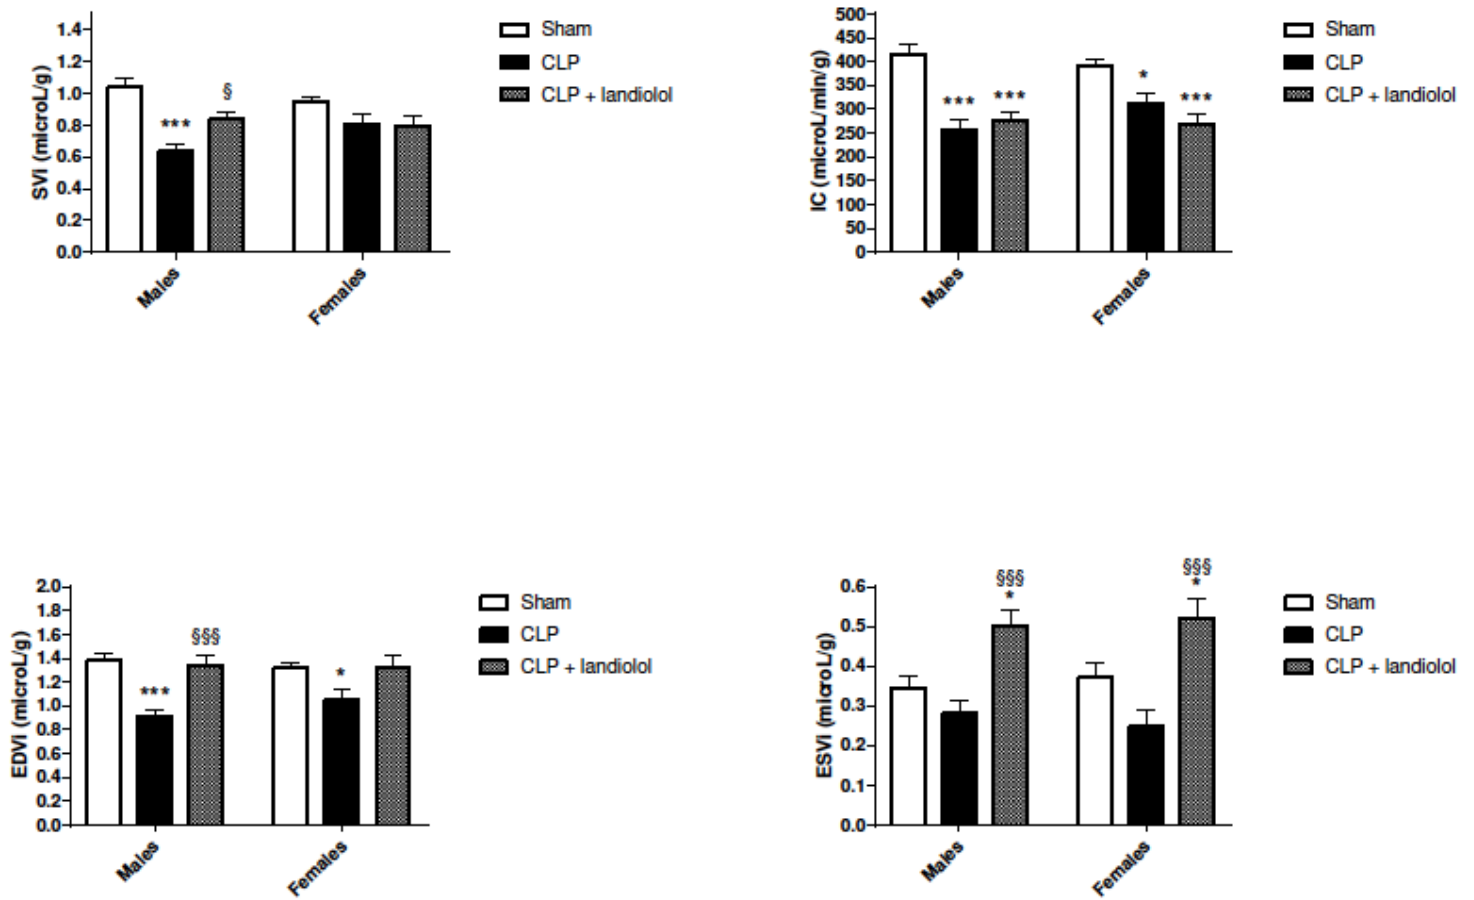 SVi (microL/g)
1.4
1.2
1.0
0.8
0.6
0.4
0.2
0.0
***
§
Males
Females
Sham
CLP
CLP + landiolol
IC (microL/min/g)
500
450
400
350
300
250
200
150
100
50
0
***
***
*
***
Males
Females
Sham
CLP
CLP + landiolol
EDVi (microL/g)
2.0
1.8
1.6
1.4
1.2
1.0
0.8
0.6
0.4
0.2
0.0
***
§§§
*
Males
Females
Sham
CLP
CLP + landiolol
ESVi (microL/g)
0.6
0.5
0.4
0.3
0.2
0.1
0.0
§§§
*
§§§
*
Males
Females
Sham
CLP
CLP + landiolol